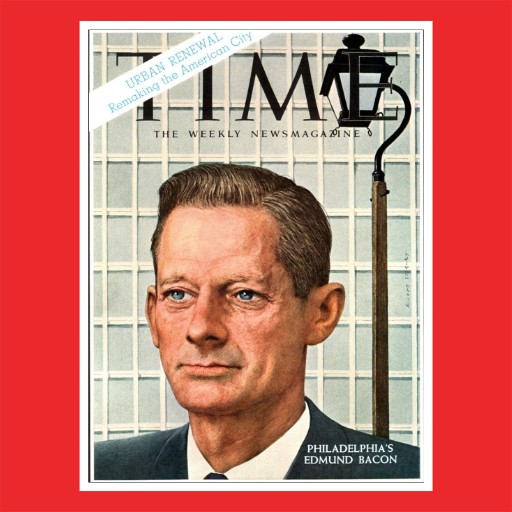 URBAN RENEWAL
Remaking the American City
TIME
THE WEEKLY NEWSMAGAZINE
PHILADELPHIA'S
EDMUND BACON